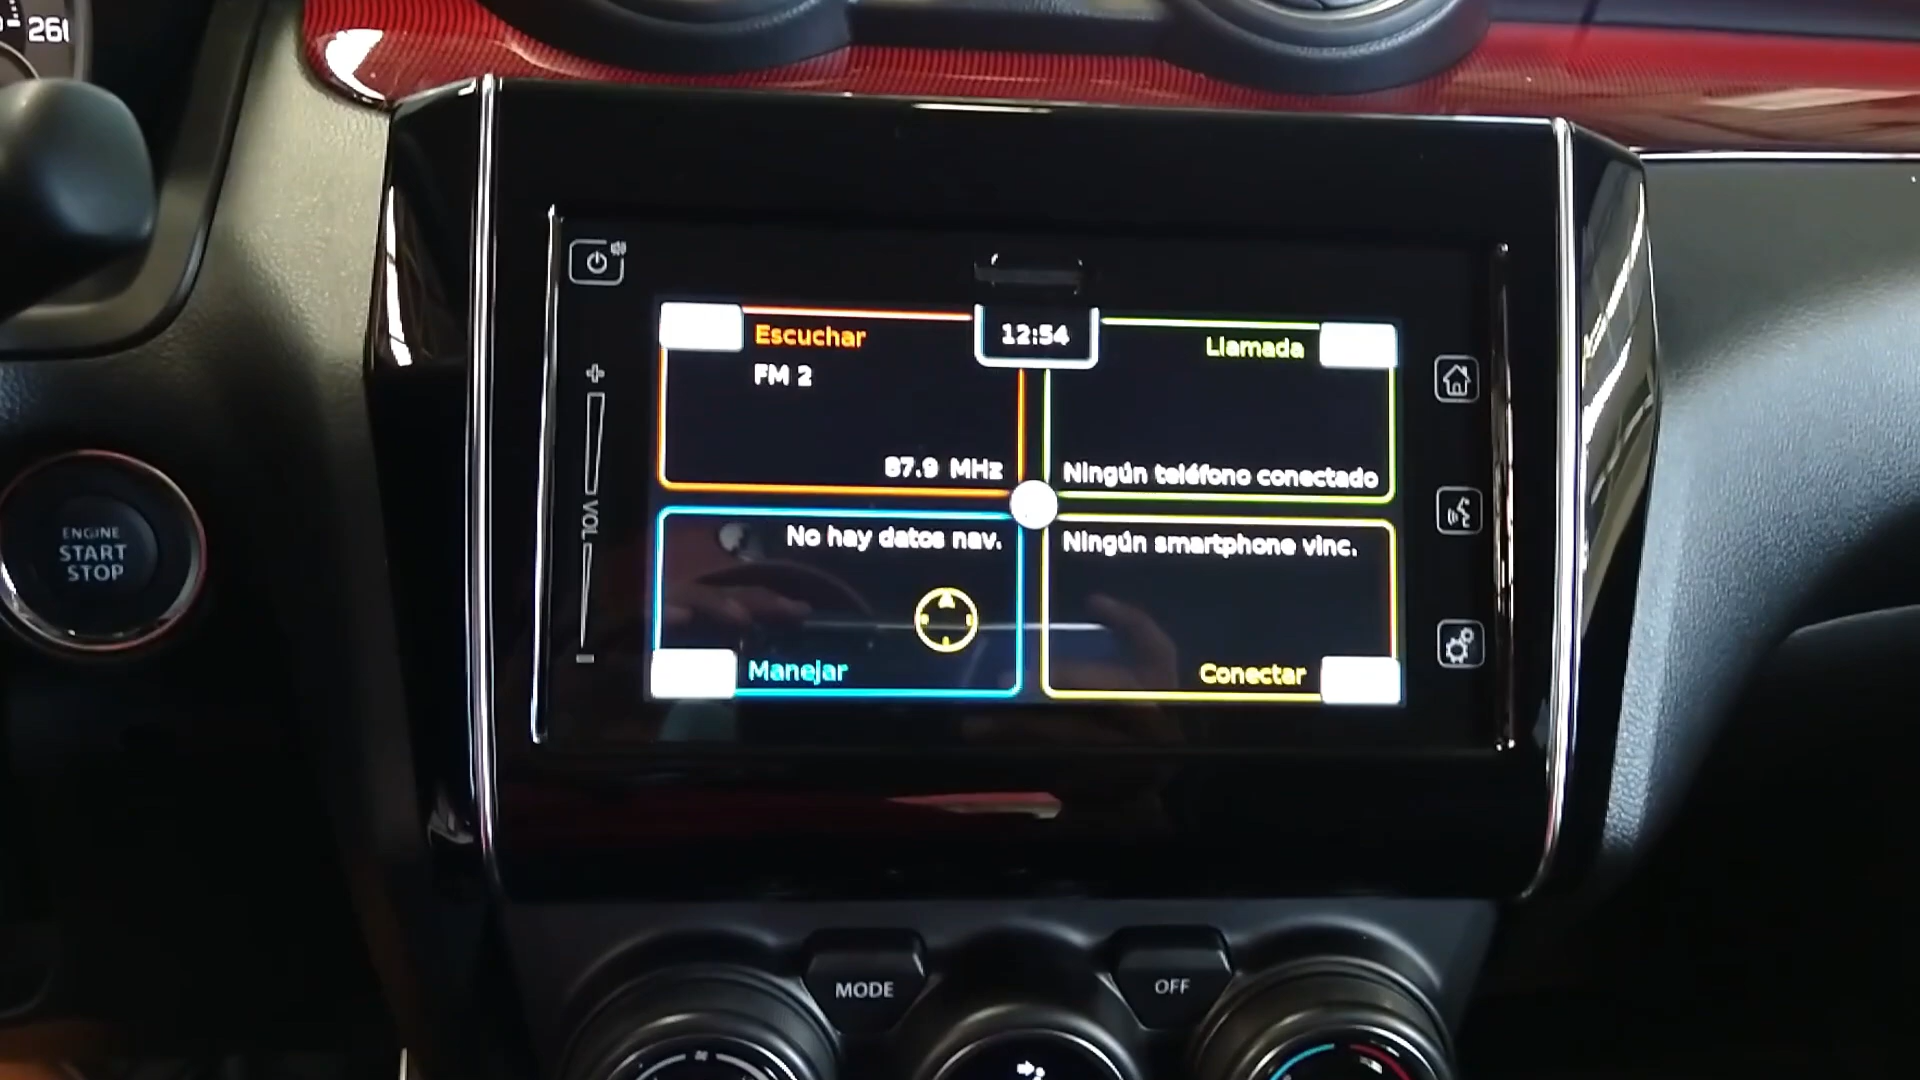 Escuchar
12:54
Llamada
FM 2
87.9 MHz
Ningún teléfono conectado
No hay datos nav.
Ningún smartphone vinc.
Manejar
Conectar
VOL
ENGINE
START
STOP
MODE
OFF